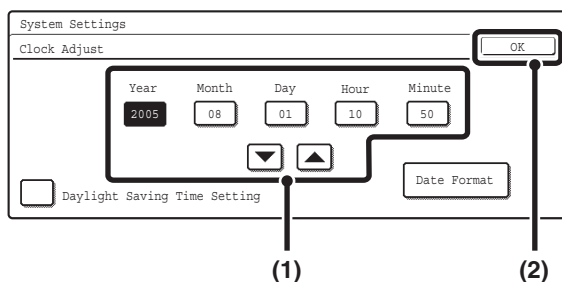 System Settings
Clock Adjust
OK
Year Month Day Hour Minute
2005 08 01 10 50
Daylight Saving Time Setting
Date Format
(1) (2)